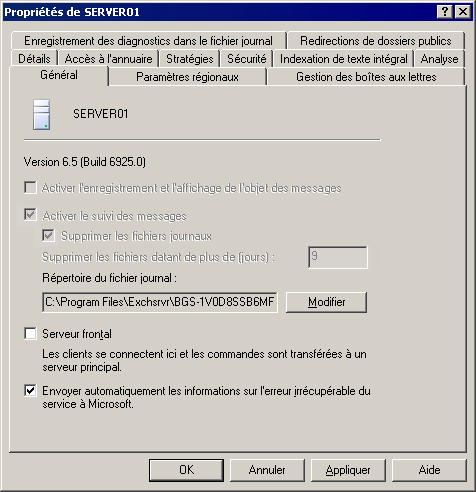 Propriétés de SERVER01
Enregistrement des diagnostics dans le fichier journal
Redirections de dossiers publics
Détails
Accès à l'annuaire
Stratégies
Sécurité
Indexation de texte intégral
Analyse
Général
Paramètres régionaux
Gestion des boîtes aux lettres
SERVER01
Version 6.5 (Build 6925.0)
Activer l'enregistrement et l'affichage de l'objet des messages
Activer le suivi des messages
Supprimer les fichiers journaux
Supprimer les fichiers datant de plus de (jours) :
9
Répertoire du fichier journal :
C:\Program Files\Exchsrvr\BGS-1V0D8SSB6MF
Modifier
Serveur frontal
Les clients se connectent ici et les commandes sont transférées à un
serveur principal.
Envoyer automatiquement les informations sur l'erreur irrécupérable du
service à Microsoft.
OK
Annuler
Appliquer
Aide